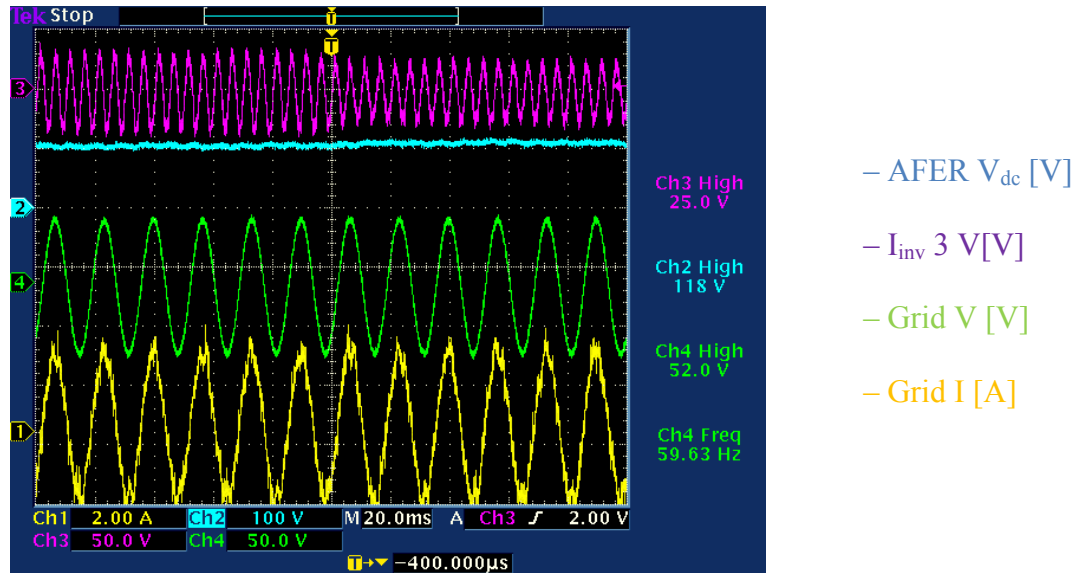 Tek Stop
T
T
3
2
4
1
Ch3 High
25.0 V
Ch2 High
118 V
Ch4 High
52.0 V
Ch4 Freq
59.63 Hz
Ch1 2.00 A Ch2 100 V M 20.0ms A Ch3 ƒ 2.00 V
Ch3 50.0 V Ch4 50.0 V
T→▼ −400.000µs
– AFER Vdc [V]
– Iinv 3 V[V]
– Grid V [V]
– Grid I [A]